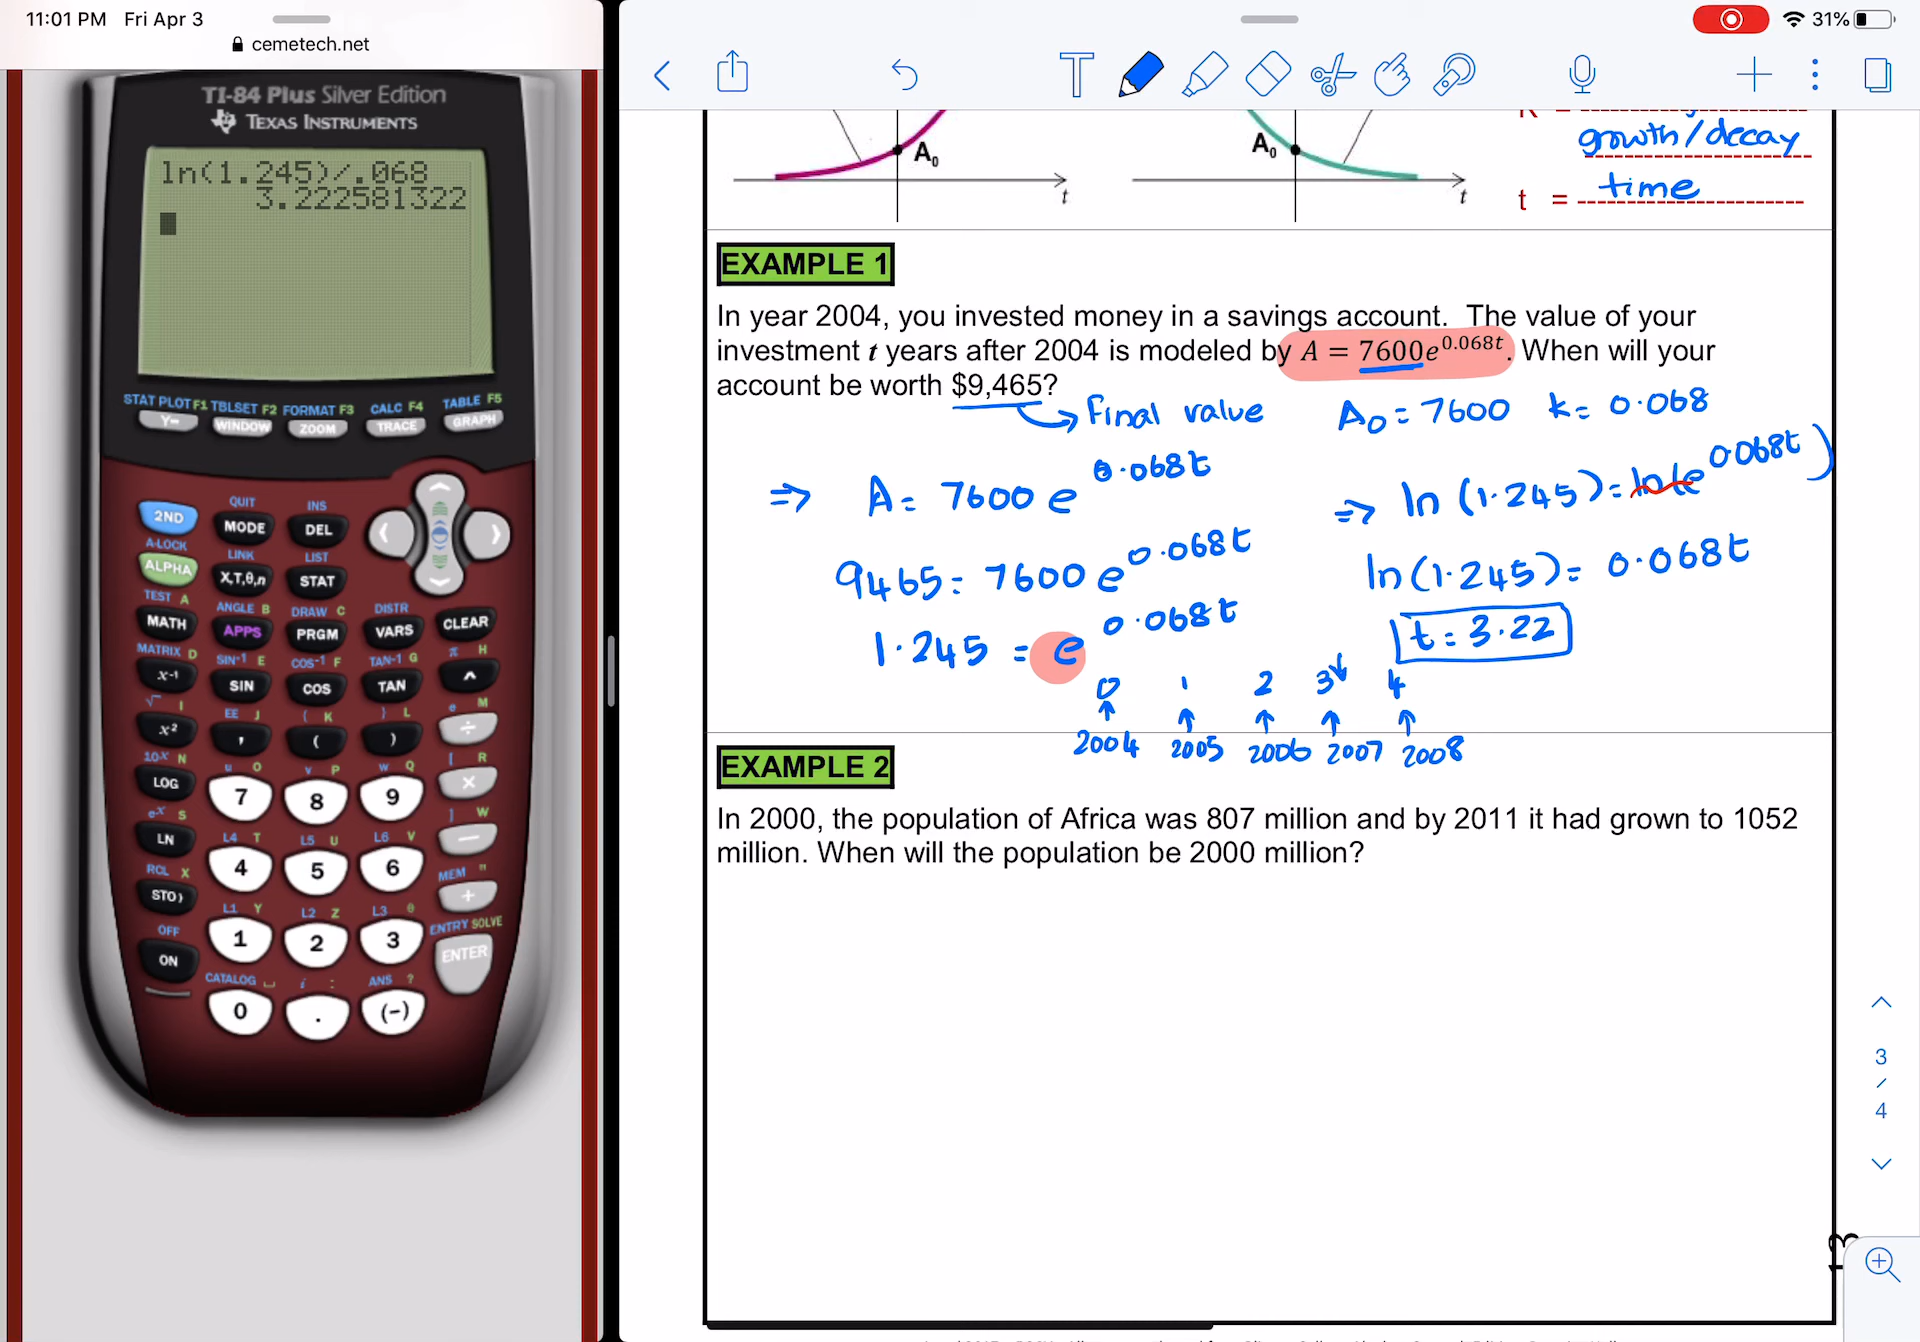 11:01 PM Fri Apr 3
cemetech.net
31%
TI-84 Plus Silver Edition
TEXAS INSTRUMENTS
ln(1.245)/.068
3.222581322
STAT PLOT F1 TBLSET F2 FORMAT F3 CALC F4 TABLE F5
Y= WINDOW ZOOM TRACE GRAPH
QUIT INS
2ND MODE DEL
A-LOCK LINK LIST
ALPHA X,T,θ,n STAT
TEST A ANGLE B DRAW C DISTR
MATH APPS PRGM VARS CLEAR
MATRIX D SIN⁻¹ E COS⁻¹ F TAN-1 G π H
x⁻¹ SIN COS TAN ^
√ I EE J { K } L e M
x² , ( ) ÷
10ˣ N u O v P w Q [ R
LOG 7 8 9 ×
eˣ S L4 T L5 U L6 V ] W
LN 4 5 6 −
RCL X L1 Y L2 Z L3 θ MEM "
STO⟩ 1 2 3 +
OFF CATALOG ⎵ i : ANS ? ENTRY SOLVE
ON 0 . (-) ENTER
A₀ t
A₀ t
growth/decay
t = time
EXAMPLE 1
In year 2004, you invested money in a savings account. The value of your
investment t years after 2004 is modeled by A = 7600e^0.068t. When will your
account be worth $9,465?
Final value A₀ = 7600 k = 0.068
⇒ A = 7600 e^0.068t
9465 = 7600 e^0.068t
1.245 = e^0.068t
⇒ ln (1.245) = ln(e^0.068t)
ln(1.245) = 0.068t
t = 3.22
0 1 2 3 4
2004 2005 2006 2007 2008
EXAMPLE 2
In 2000, the population of Africa was 807 million and by 2011 it had grown to 1052
million. When will the population be 2000 million?
3
/
4